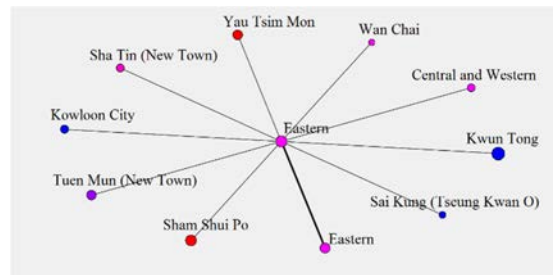 Yau Tsim Mon
Wan Chai
Sha Tin (New Town)
Central and Western
Kowloon City
Eastern
Kwun Tong
Tuen Mun (New Town)
Sai Kung (Tseung Kwan O)
Sham Shui Po
Eastern